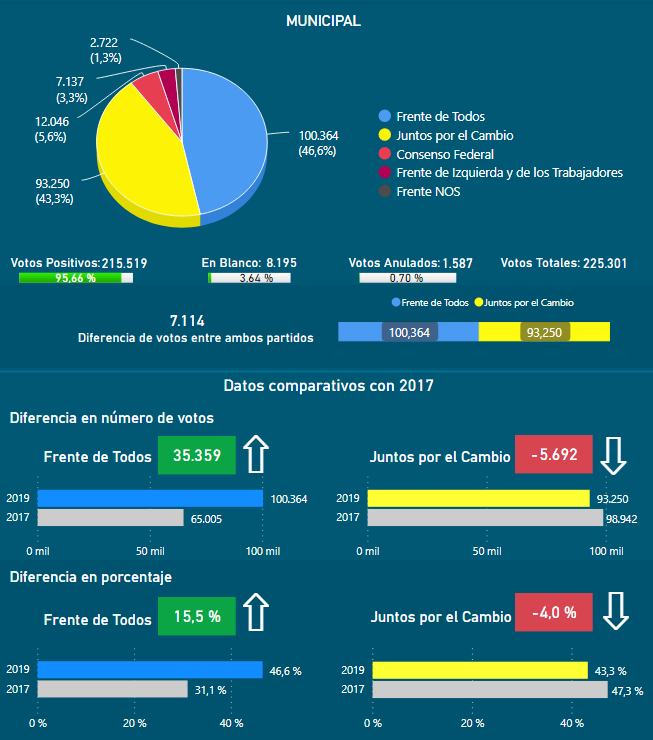 MUNICIPAL
2.722
(1,3%)
7.137
(3,3%)
12.046
(5,6%)
93.250
(43,3%)
100.364
(46,6%)
Frente de Todos
Juntos por el Cambio
Consenso Federal
Frente de Izquierda y de los Trabajadores
Frente NOS
Votos Positivos: 215.519
95,66 %
En Blanco: 8.195
3,64 %
Votos Anulados: 1.587
0,70 %
Votos Totales: 225.301
7.114
Diferencia de votos entre ambos partidos
Frente de Todos Juntos por el Cambio
100,364 93,250
Datos comparativos con 2017
Diferencia en número de votos
Frente de Todos 35.359
2019 100.364
2017 65.005
0 mil 50 mil 100 mil
Juntos por el Cambio -5.692
2019 93.250
2017 98.942
0 mil 50 mil 100 mil
Diferencia en porcentaje
Frente de Todos 15,5 %
2019 46,6 %
2017 31,1 %
0 % 20 % 40 %
Juntos por el Cambio -4,0 %
2019 43,3 %
2017 47,3 %
0 % 20 % 40 %